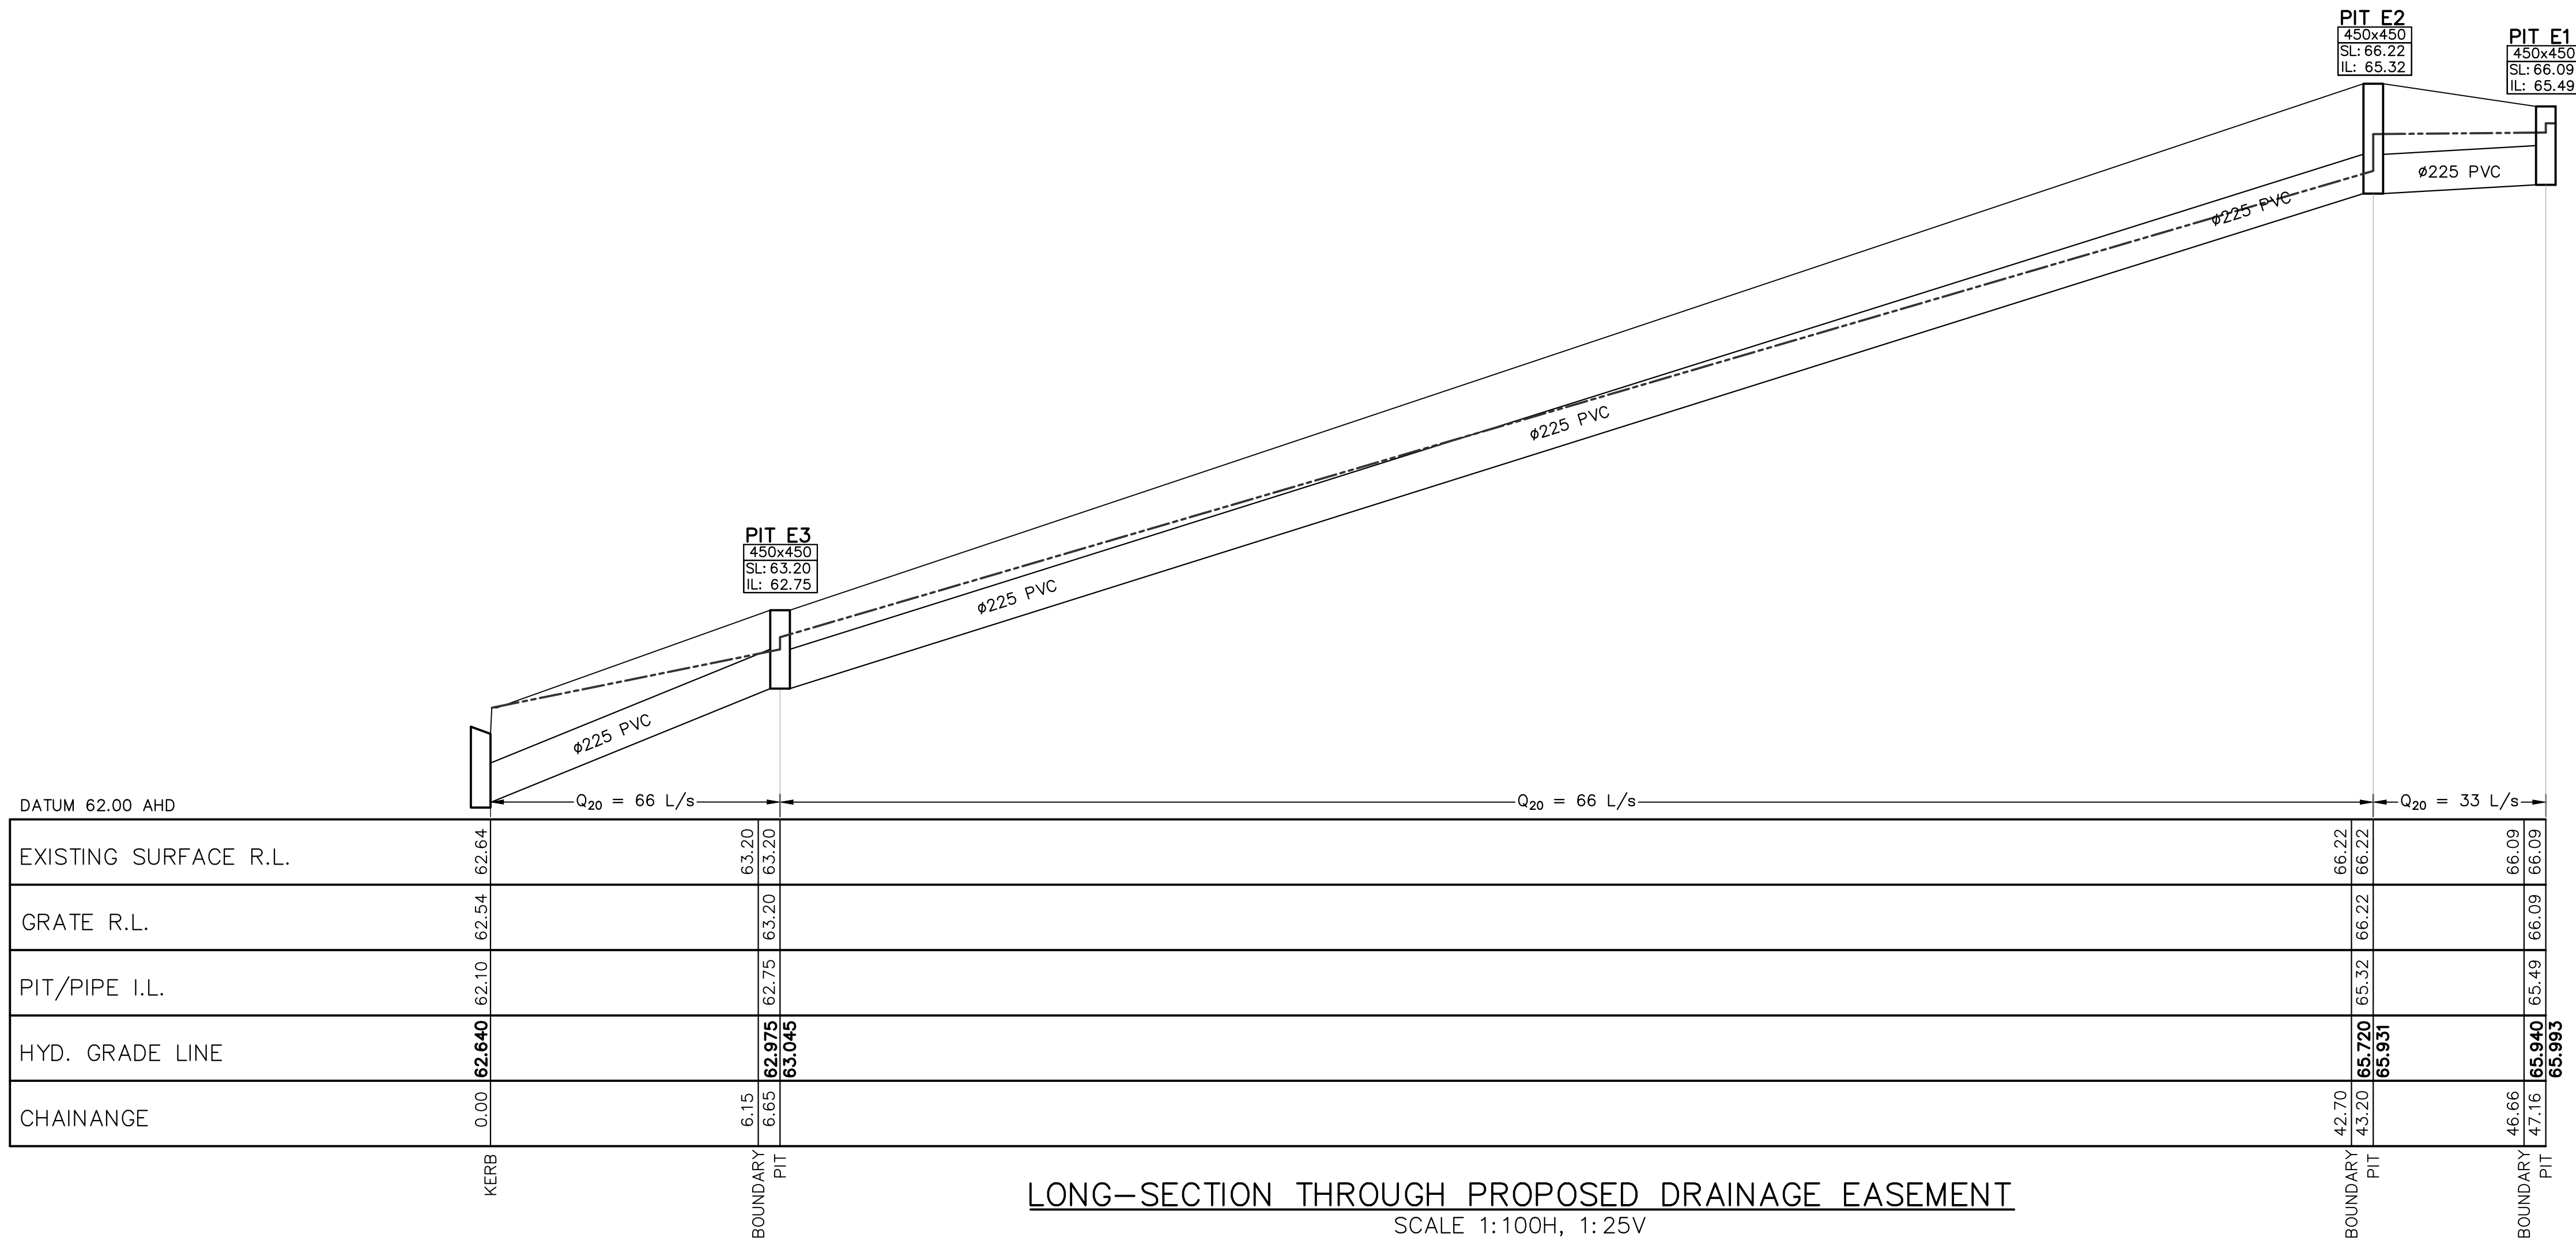 PIT E2
450x450
SL: 66.22
IL: 65.32
PIT E1
450x450
SL: 66.09
IL: 65.49
ø225 PVC
ø225 PVC
ø225 PVC
PIT E3
450x450
SL: 63.20
IL: 62.75
ø225 PVC
ø225 PVC
DATUM 62.00 AHD
Q20 = 66 L/s
Q20 = 66 L/s
Q20 = 33 L/s
EXISTING SURFACE R.L. 62.64 63.20 63.20 66.22 66.22 66.09 66.09
GRATE R.L. 62.54 63.20 66.22 66.09
PIT/PIPE I.L. 62.10 62.75 65.32 65.49
HYD. GRADE LINE 62.640 62.975 63.045 65.720 65.931 65.940 65.993
CHAINANGE 0.00 6.15 6.65 42.70 43.20 46.66 47.16
KERB BOUNDARY PIT BOUNDARY PIT BOUNDARY PIT
LONG-SECTION THROUGH PROPOSED DRAINAGE EASEMENT
SCALE 1:100H, 1:25V